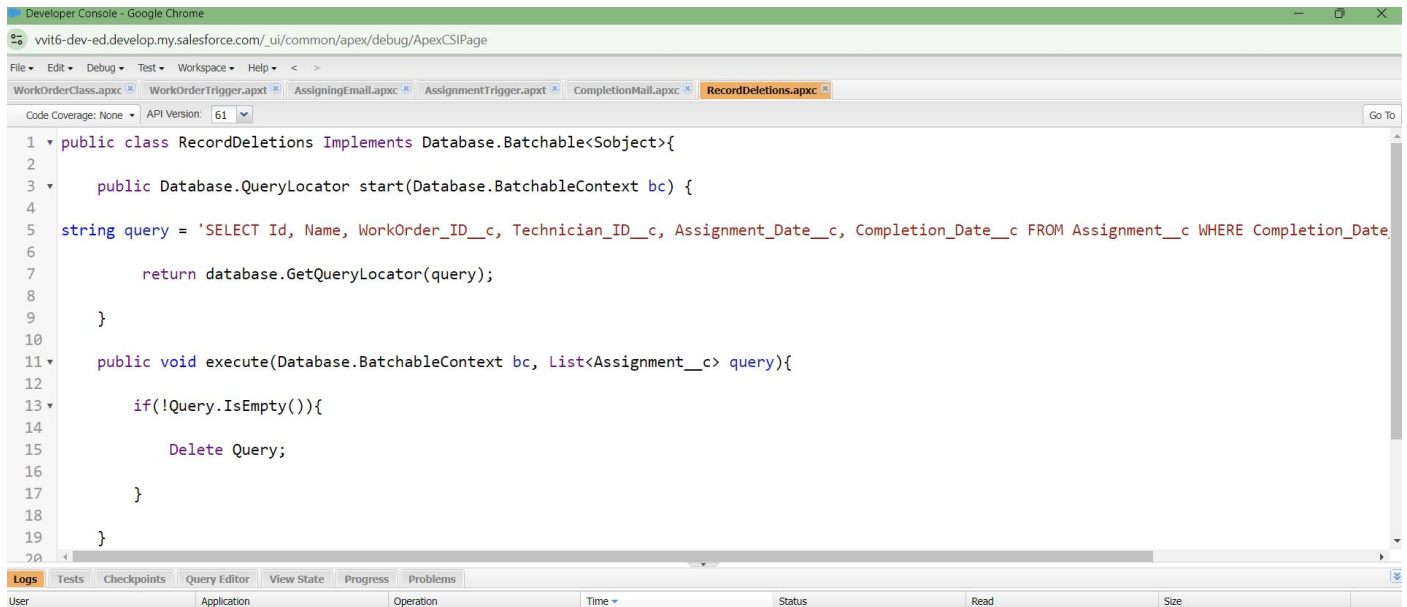 Developer Console - Google Chrome
vvit6-dev-ed.develop.my.salesforce.com/_ui/common/apex/debug/ApexCSIPage
File Edit Debug Test Workspace Help < >
WorkOrderClass.apxc WorkOrderTrigger.apxt AssigningEmail.apxc AssignmentTrigger.apxt CompletionMail.apxc RecordDeletions.apxc
Code Coverage: None API Version: 61 Go To
1 public class RecordDeletions Implements Database.Batchable<Sobject>{
2
3 public Database.QueryLocator start(Database.BatchableContext bc) {
4
5 string query = 'SELECT Id, Name, WorkOrder_ID__c, Technician_ID__c, Assignment_Date__c, Completion_Date__c FROM Assignment__c WHERE Completion_Date_
6
7 return database.GetQueryLocator(query);
8
9 }
10
11 public void execute(Database.BatchableContext bc, List<Assignment__c> query){
12
13 if(!Query.IsEmpty()){
14
15 Delete Query;
16
17 }
18
19 }
20
Logs Tests Checkpoints Query Editor View State Progress Problems
User Application Operation Time Status Read Size